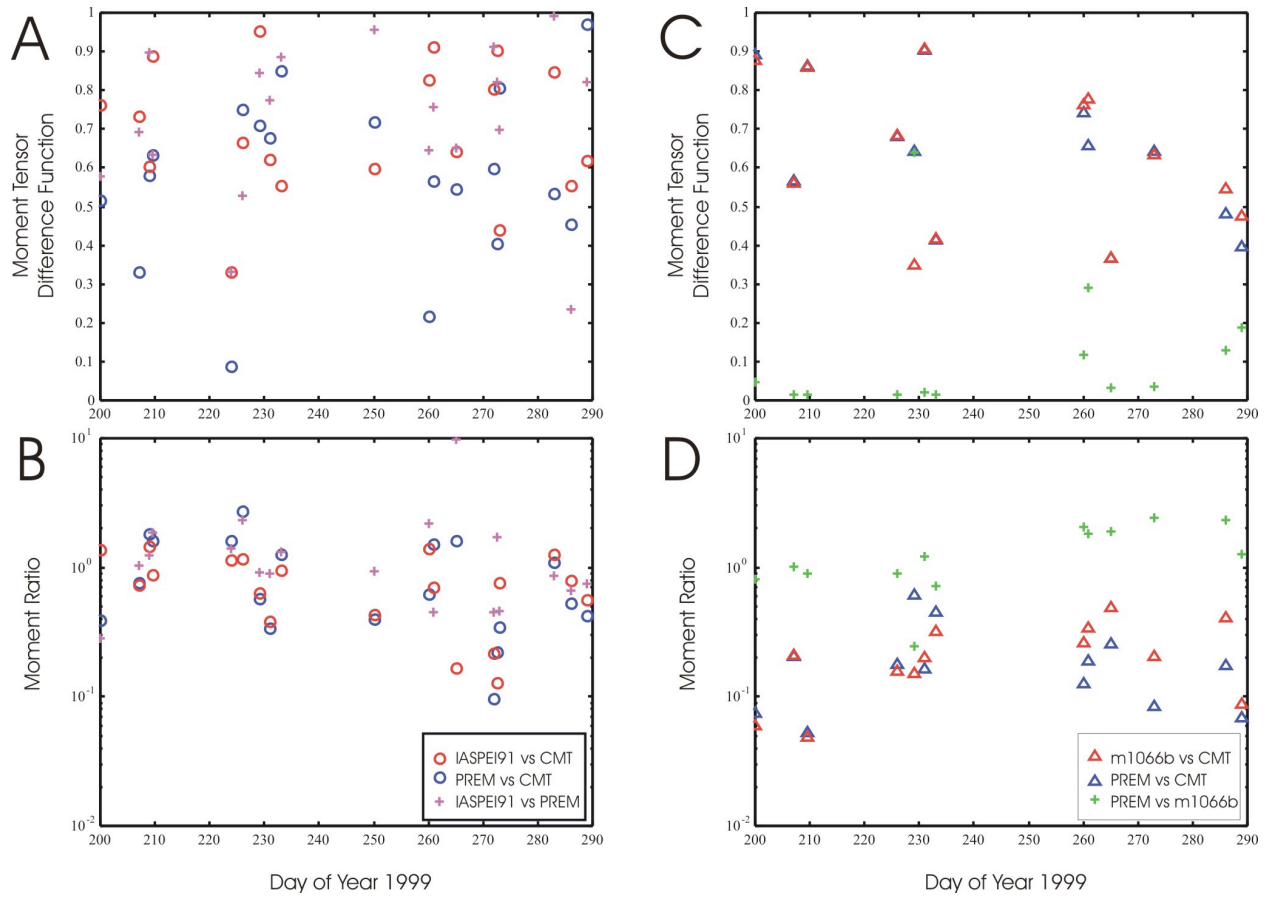 A
Moment Tensor
Difference Function
1
0.9
0.8
0.7
0.6
0.5
0.4
0.3
0.2
0.1
0
200 210 220 230 240 250 260 270 280 290
B
Moment Ratio
10^1
10^0
10^-1
10^-2
IASPEI91 vs CMT
PREM vs CMT
IASPEI91 vs PREM
200 210 220 230 240 250 260 270 280 290
Day of Year 1999
C
Moment Tensor
Difference Function
1
0.9
0.8
0.7
0.6
0.5
0.4
0.3
0.2
0.1
0
200 210 220 230 240 250 260 270 280 290
D
Moment Ratio
10^1
10^0
10^-1
10^-2
m1066b vs CMT
PREM vs CMT
PREM vs m1066b
200 210 220 230 240 250 260 270 280 290
Day of Year 1999